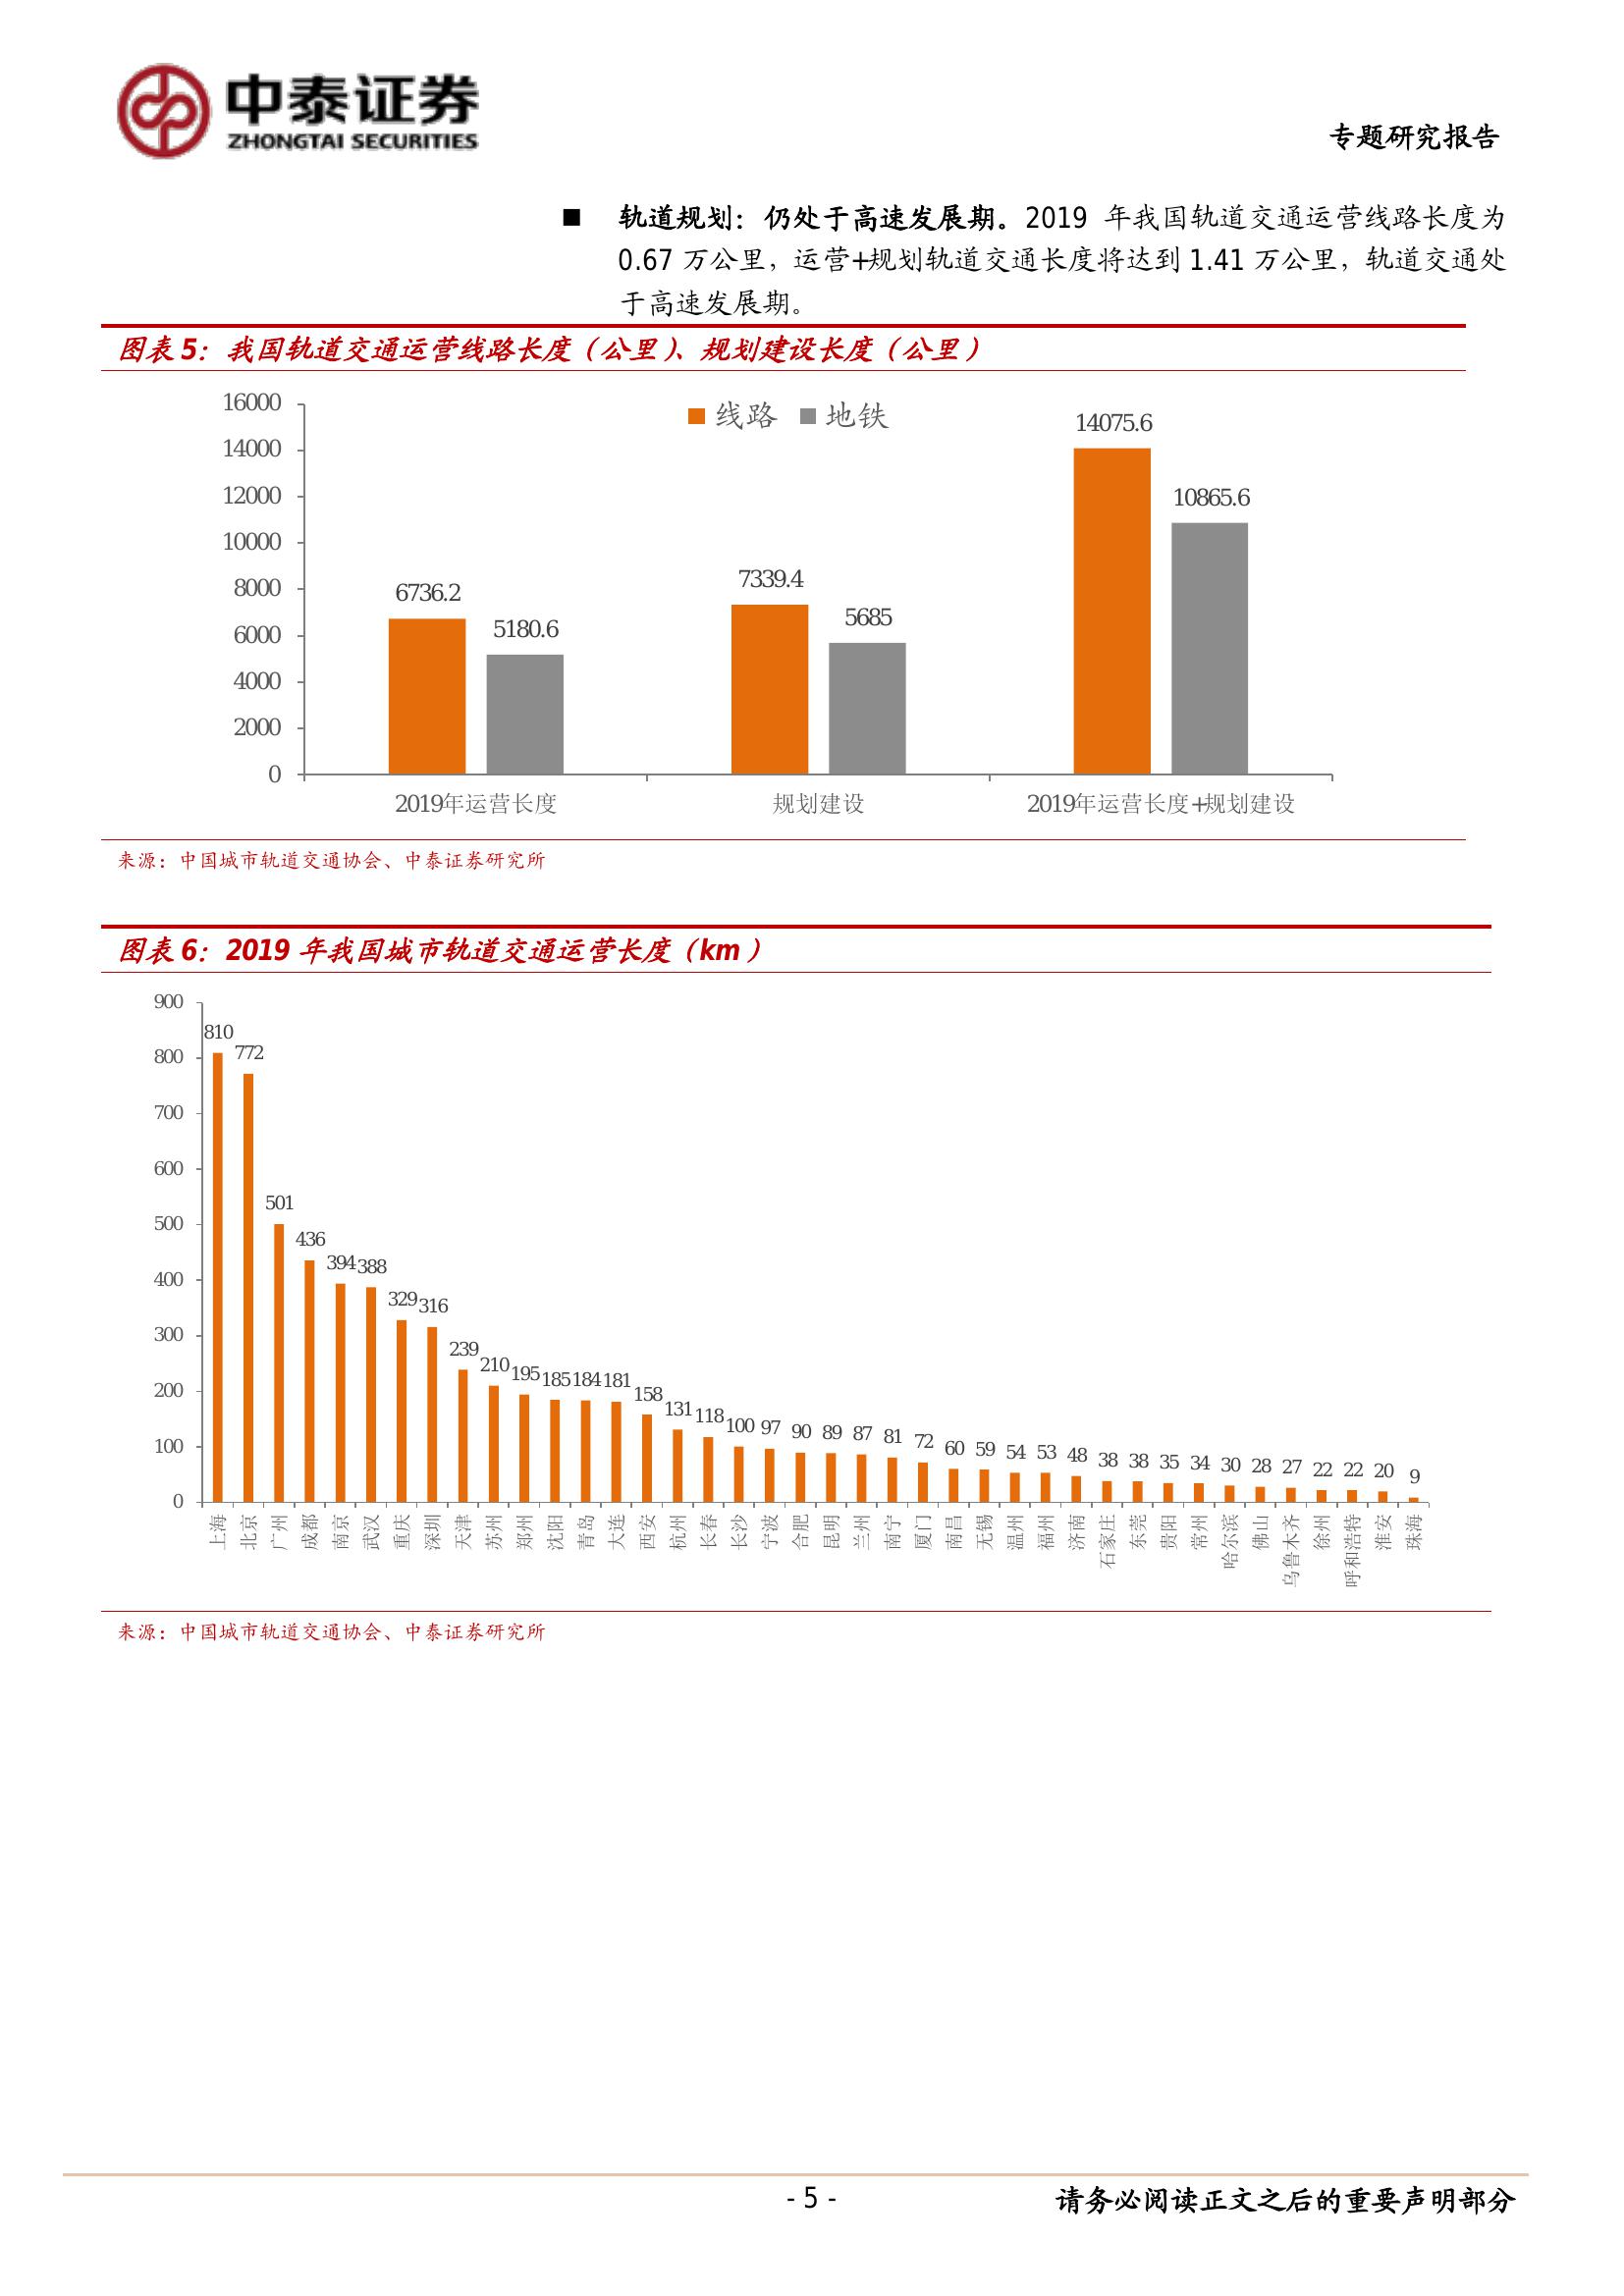 中泰证券
ZHONGTAI SECURITIES
专题研究报告
■ 轨道规划：仍处于高速发展期。2019 年我国轨道交通运营线路长度为
0.67 万公里，运营+规划轨道交通长度将达到 1.41 万公里，轨道交通处
于高速发展期。
图表 5：我国轨道交通运营线路长度（公里）、规划建设长度（公里）
线路 地铁
16000
14000
12000
10000
8000
6000
4000
2000
0
6736.2
5180.6
7339.4
5685
14075.6
10865.6
2019年运营长度 规划建设 2019年运营长度+规划建设
来源：中国城市轨道交通协会、中泰证券研究所
图表 6：2019 年我国城市轨道交通运营长度（km）
900
800
700
600
500
400
300
200
100
0
810 772 501 436 394 388 329 316 239 210 195 185 184 181 158 131 118 100 97 90 89 87 81 72 60 59 54 53 48 38 38 35 34 30 28 27 22 22 20 9
上海 北京 广州 成都 南京 武汉 重庆 深圳 天津 苏州 郑州 沈阳 青岛 大连 西安 杭州 长春 长沙 宁波 合肥 昆明 兰州 南宁 厦门 南昌 无锡 温州 福州 济南 石家庄 东莞 贵阳 常州 哈尔滨 佛山 乌鲁木齐 徐州 呼和浩特 淮安 珠海
来源：中国城市轨道交通协会、中泰证券研究所
- 5 -
请务必阅读正文之后的重要声明部分